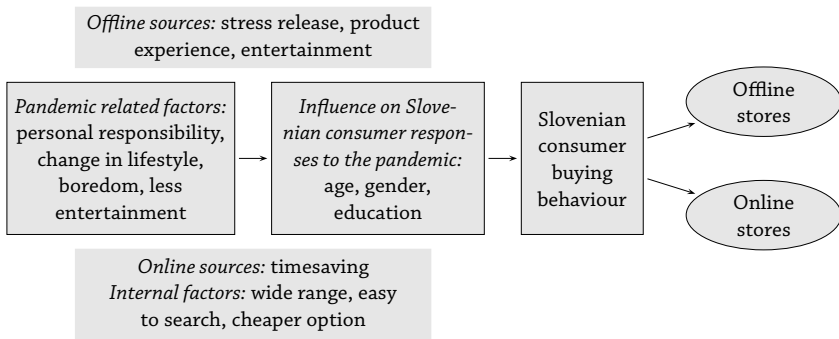 Offline sources: stress release, product
experience, entertainment
Pandemic related factors:
personal responsibility,
change in lifestyle,
boredom, less
entertainment
Influence on Slove-
nian consumer respon-
ses to the pandemic:
age, gender,
education
Slovenian
consumer
buying
behaviour
Offline
stores
Online
stores
Online sources: timesaving
Internal factors: wide range, easy
to search, cheaper option